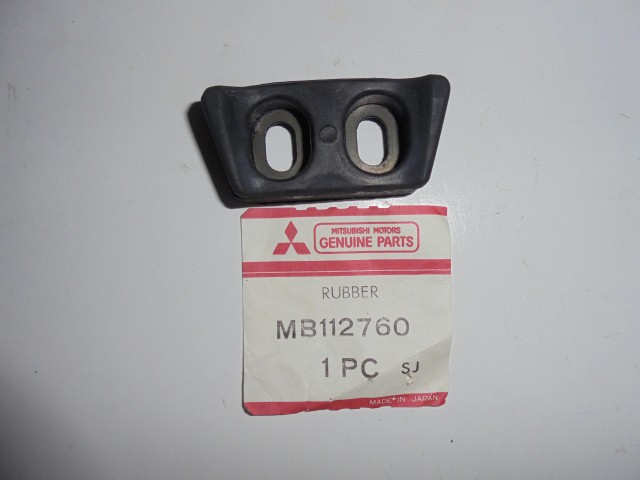 MITSUBISHI MOTORS
GENUINE PARTS
RUBBER
MB112760
1 PC SJ
MADE IN JAPAN